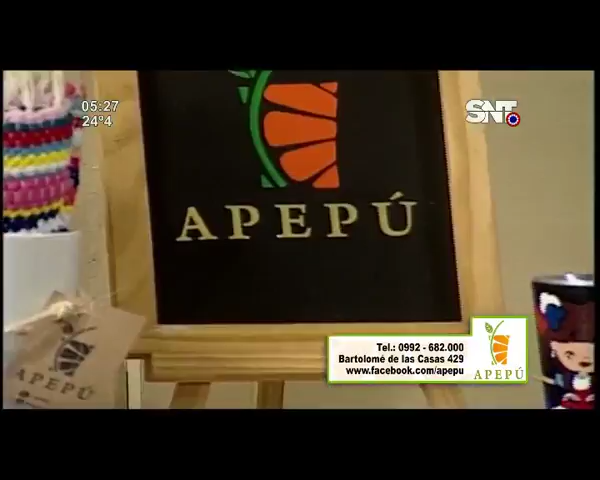 05:27
24°4
SNT
APEPÚ
APEPÚ
Tel.: 0992 - 682.000
Bartolomé de las Casas 429
www.facebook.com/apepu
APEPÚ